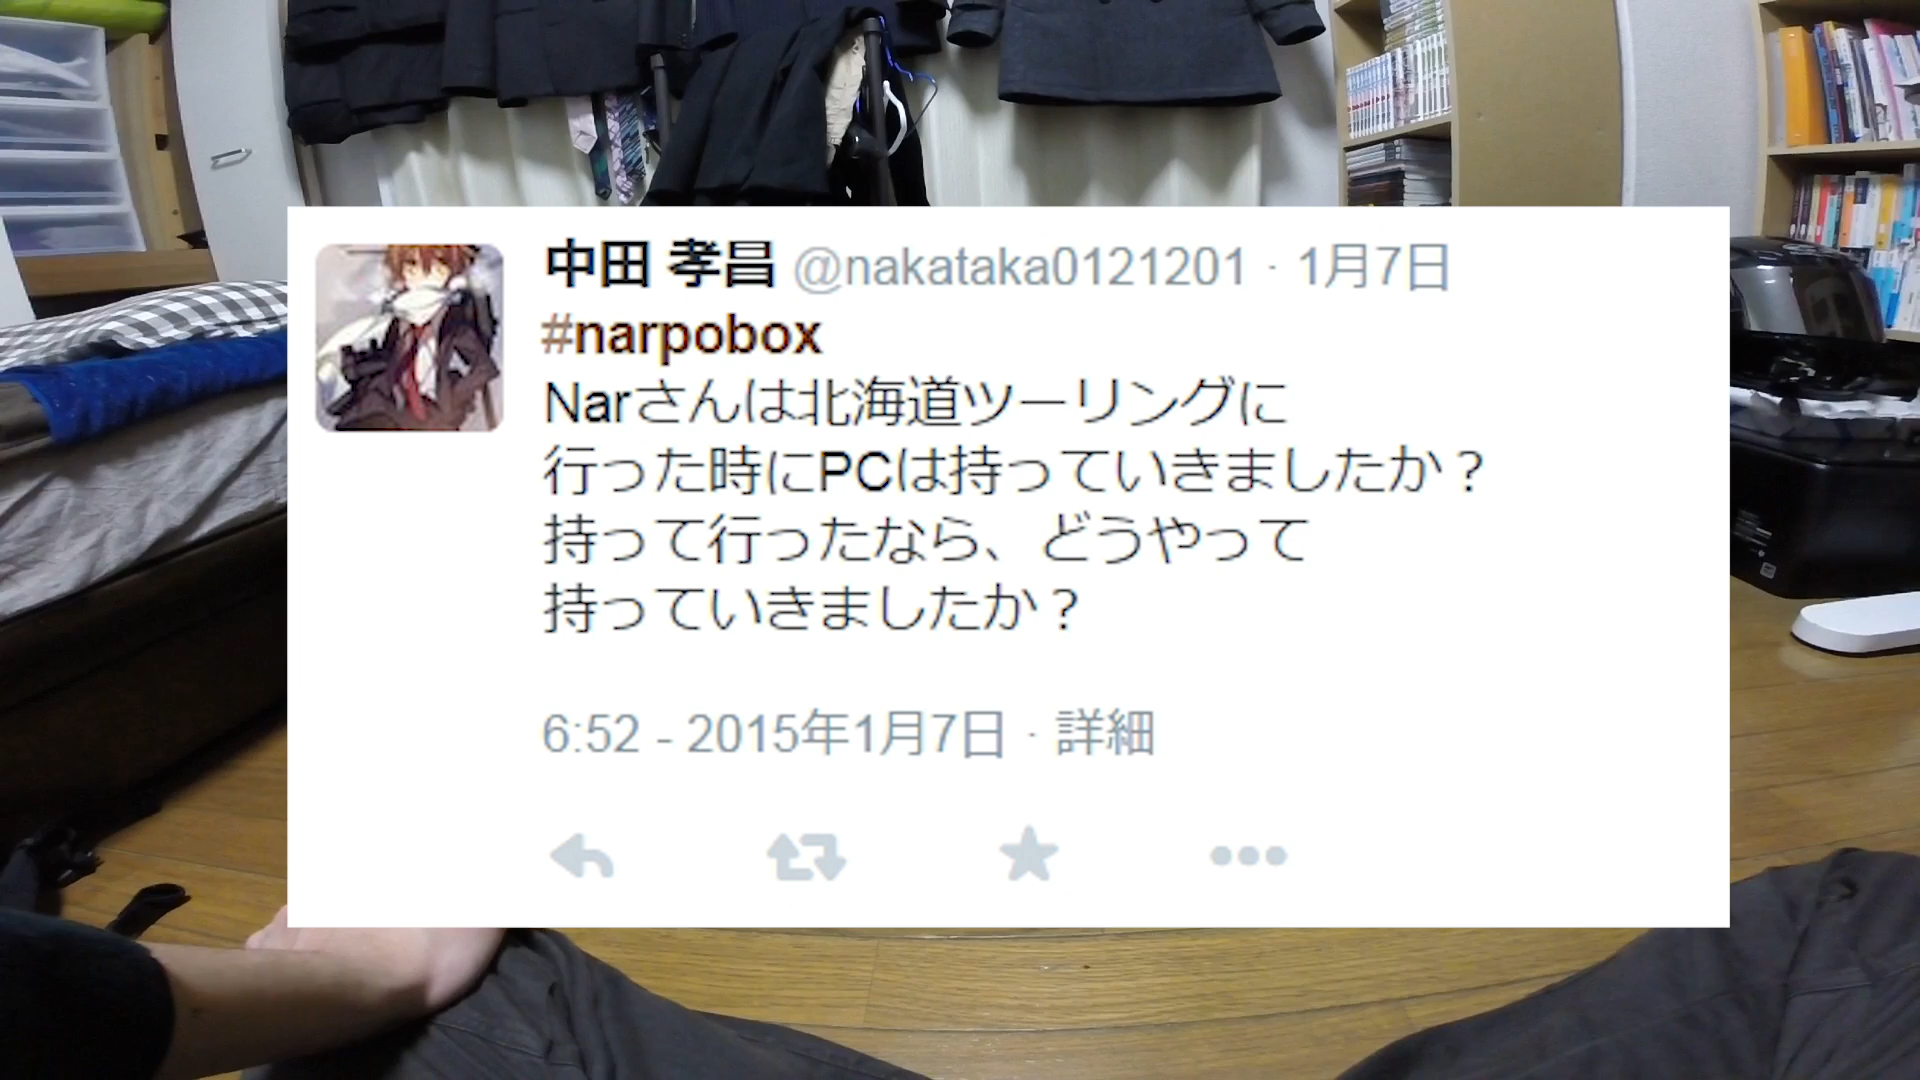 中田 孝昌 @nakataka0121201 · 1月7日
#narpobox
Narさんは北海道ツーリングに
行った時にPCは持っていきましたか？
持って行ったなら、どうやって
持っていきましたか？
6:52 - 2015年1月7日 · 詳細